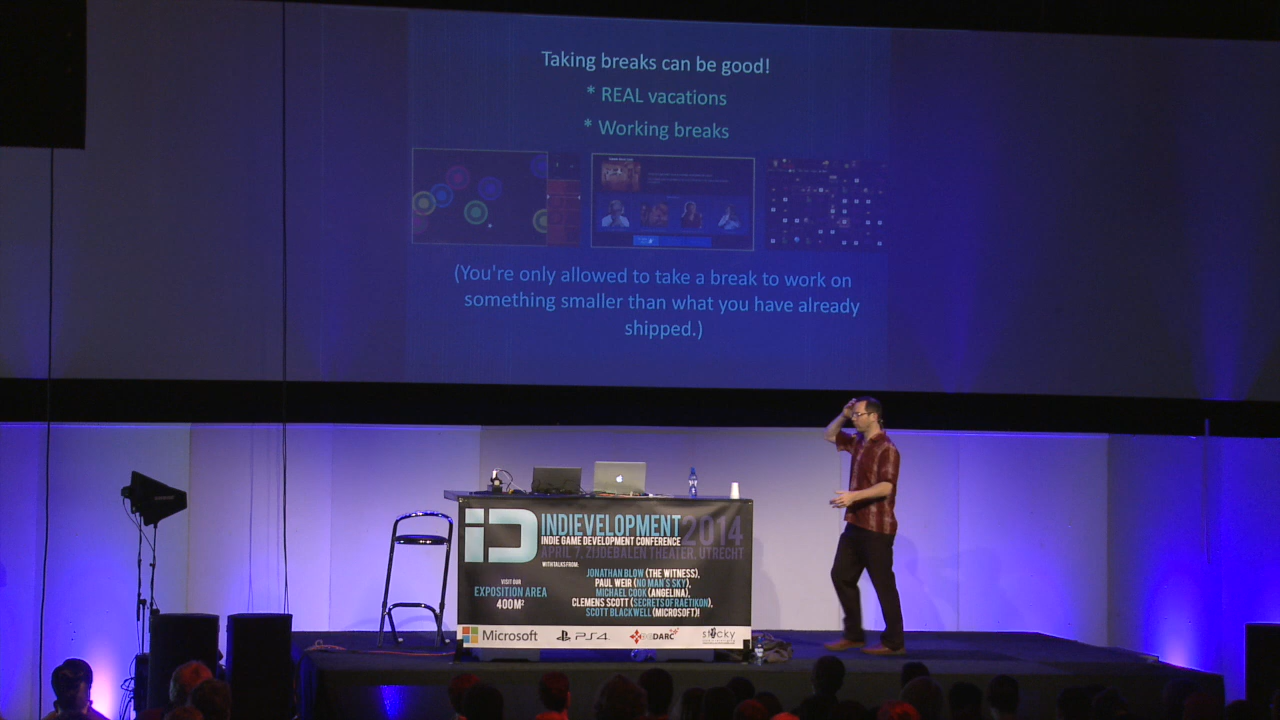 Taking breaks can be good!
* REAL vacations
* Working breaks
(You're only allowed to take a break to work on
something smaller than what you have already
shipped.)
iD INDIEVELOPMENT 2014
INDIE GAME DEVELOPMENT CONFERENCE
APRIL 7, ZIJDEBALEN THEATER, UTRECHT
WITH TALKS FROM:
JONATHAN BLOW (THE WITNESS),
PAUL WEIR (NO MAN'S SKY),
MICHAEL COOK (ANGELINA),
CLEMENS SCOTT (SECRETS OF RAETIKON),
SCOTT BLACKWELL (MICROSOFT)!
VISIT OUR
EXPOSITION AREA
400M²
Microsoft
PS4